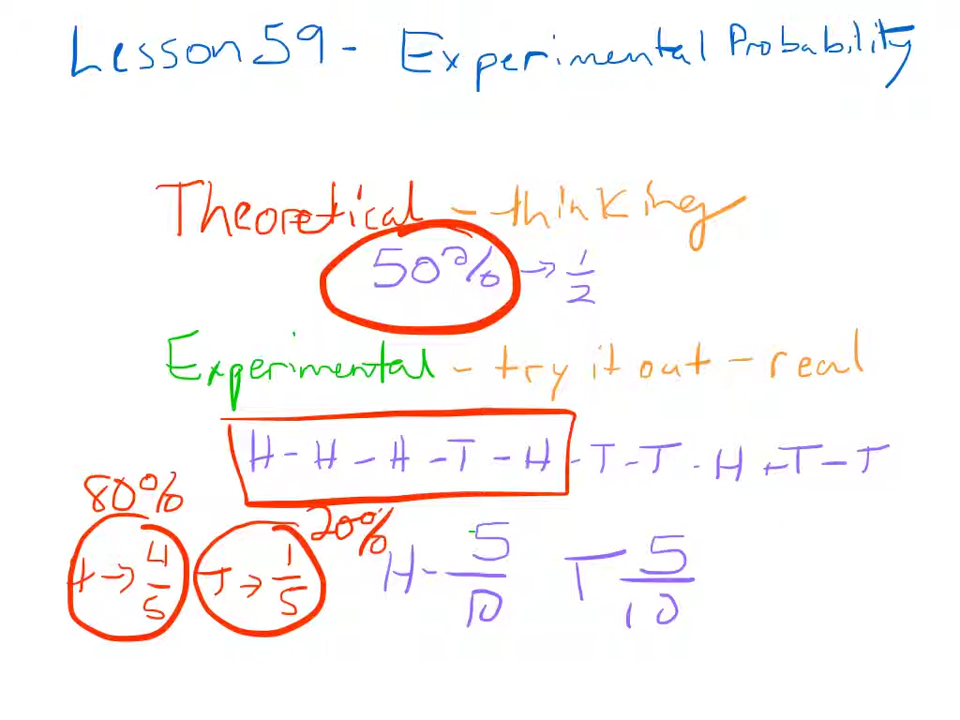 Lesson 59 - Experimental Probability
Theoretical - thinking
50% → 1/2
Experimental - try it out - real
H - H - H - T - H - T - T - H - T - T
80% 20%
H → 4/5 T → 1/5 H - 5/10 T 5/10